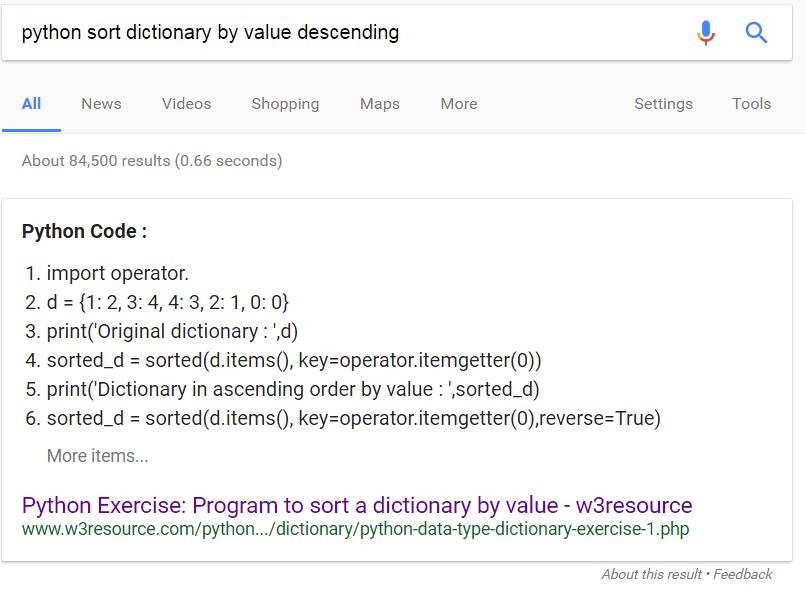 python sort dictionary by value descending
All News Videos Shopping Maps More Settings Tools
About 84,500 results (0.66 seconds)
Python Code :
1. import operator.
2. d = {1: 2, 3: 4, 4: 3, 2: 1, 0: 0}
3. print('Original dictionary : ',d)
4. sorted_d = sorted(d.items(), key=operator.itemgetter(0))
5. print('Dictionary in ascending order by value : ',sorted_d)
6. sorted_d = sorted(d.items(), key=operator.itemgetter(0),reverse=True)
More items...
Python Exercise: Program to sort a dictionary by value - w3resource
www.w3resource.com/python.../dictionary/python-data-type-dictionary-exercise-1.php
About this result • Feedback